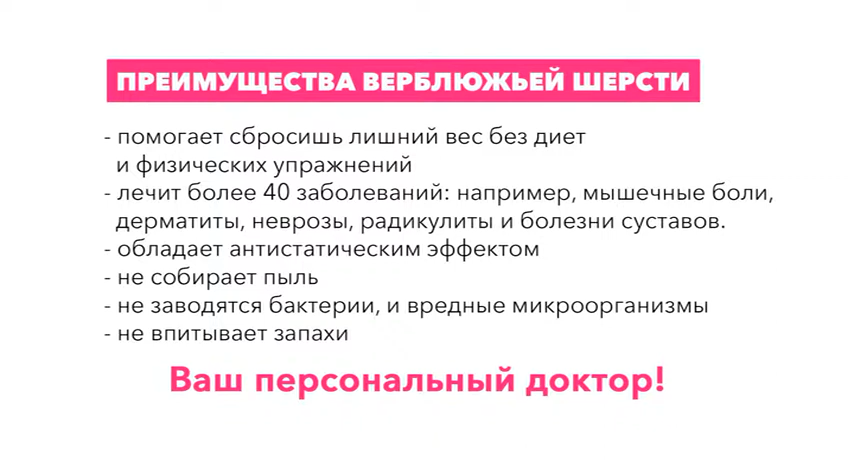 ПРЕИМУЩЕСТВА ВЕРБЛЮЖЬЕЙ ШЕРСТИ
- помогает сбросишь лишний вес без диет
и физических упражнений
- лечит более 40 заболеваний: например, мышечные боли,
дерматиты, неврозы, радикулиты и болезни суставов.
- обладает антистатическим эффектом
- не собирает пыль
- не заводятся бактерии, и вредные микроорганизмы
- не впитывает запахи
Ваш персональный доктор!